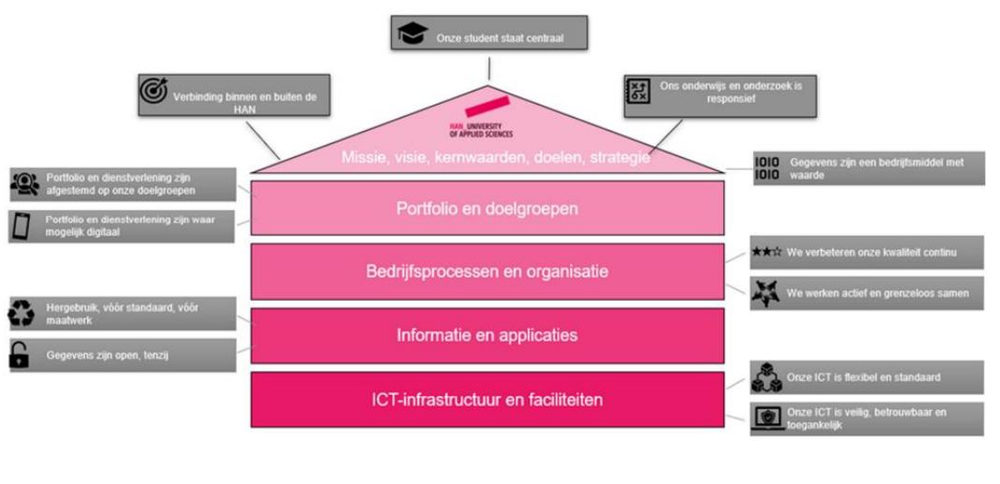 Onze student staat centraal
Verbinding binnen en buiten de
HAN
Ons onderwijs en onderzoek is
responsief
HAN_UNIVERSITY
OF APPLIED SCIENCES
Missie, visie, kernwaarden, doelen, strategie
Gegevens zijn een bedrijfsmiddel met
waarde
Portfolio en dienstverlening zijn
afgestemd op onze doelgroepen
Portfolio en dienstverlening zijn waar
mogelijk digitaal
Portfolio en doelgroepen
Bedrijfsprocessen en organisatie
We verbeteren onze kwaliteit continu
We werken actief en grenzeloos samen
Hergebruik, vóór standaard, vóór
maatwerk
Gegevens zijn open, tenzij
Informatie en applicaties
ICT-infrastructuur en faciliteiten
Onze ICT is flexibel en standaard
Onze ICT is veilig, betrouwbaar en
toegankelijk